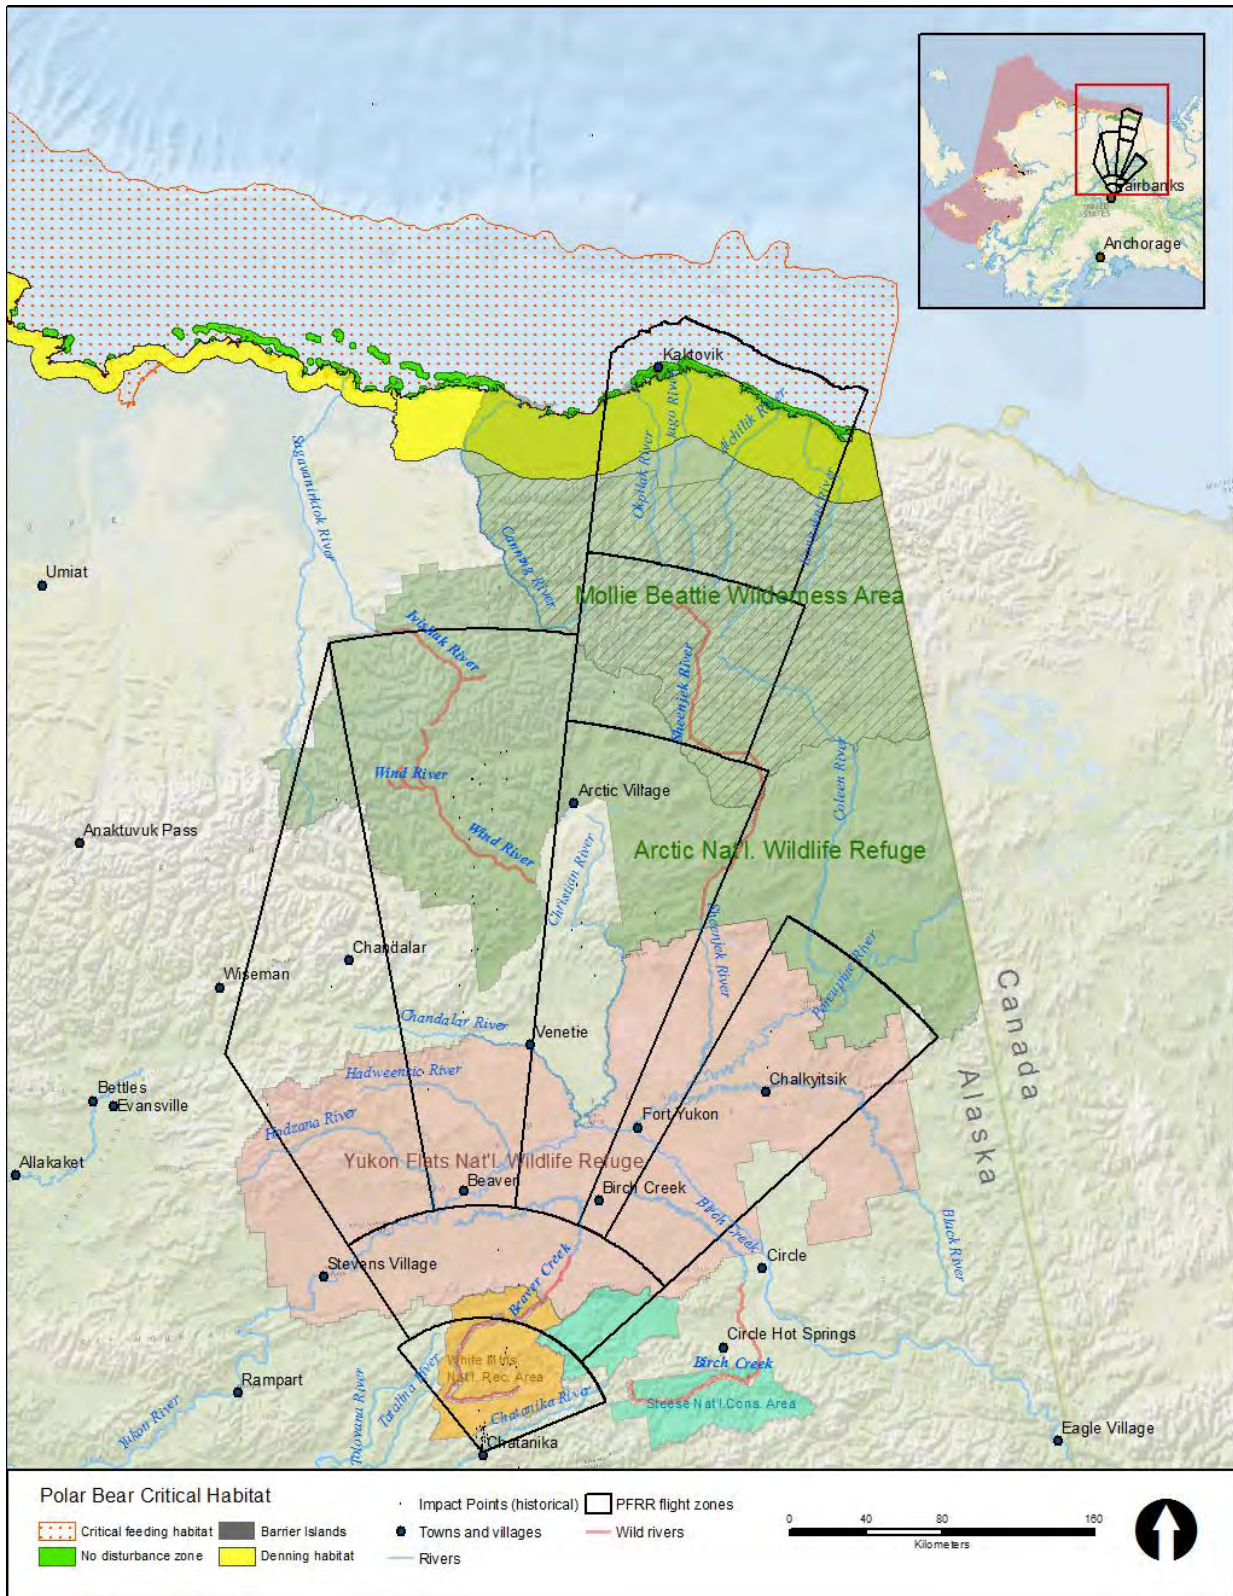 Fairbanks
UNITED
STATES
Anchorage
Kaktovik
Jago River
Okpilak River
Aichilik River
Kongakut River
Sagavanirktok River
Canning River
Umiat
Mollie Beattie Wilderness Area
Ivishak River
Sheenjek River
Wind River
Coleen River
Arctic Village
Anaktuvuk Pass
Wind River
Arctic Nat'l. Wildlife Refuge
Christian River
Sheenjek River
Chandalar
Wiseman
Porcupine River
Canada
Alaska
Chandalar River
Venetie
Hadweenzic River
Chalkyitsik
Bettles
Evansville
Hodzana River
Fort Yukon
Allakaket
Yukon Flats Nat'l. Wildlife Refuge
Beaver
Birch Creek
Birch Creek
Black River
Circle
Stevens Village
Beaver Creek
Circle Hot Springs
Birch Creek
White Mtns
Nat'l. Rec. Area
Rampart
Tolovana River
Tatalina River
Chatanika River
Steese Nat'l.Cons. Area
Yukon River
Chatanika
Eagle Village
Polar Bear Critical Habitat
Critical feeding habitat
Barrier Islands
No disturbance zone
Denning habitat
Impact Points (historical)
PFRR flight zones
Towns and villages
Wild rivers
Rivers
0 40 80 160
Kilometers